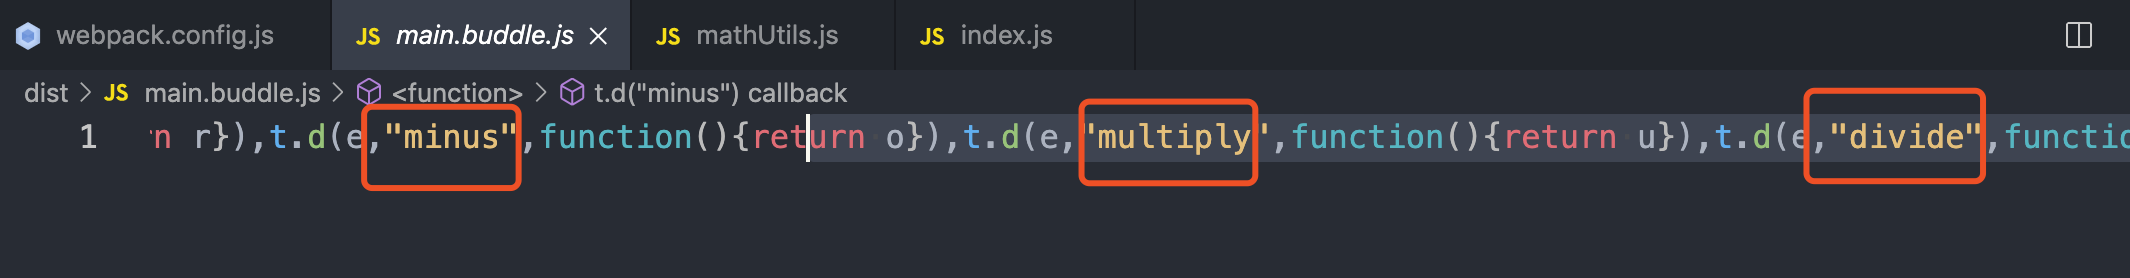 webpack.config.js JS main.buddle.js JS mathUtils.js JS index.js
dist > JS main.buddle.js > <function> > t.d("minus") callback
1 n r}),t.d(e,"minus",function(){return o}),t.d(e,"multiply",function(){return u}),t.d(e,"divide",functio